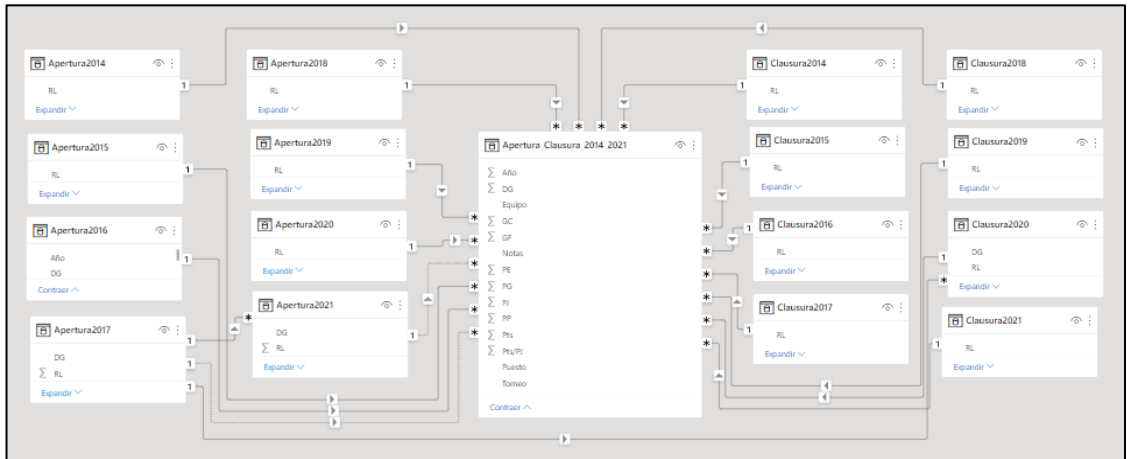 Apertura2014
RL
Expandir
Apertura2015
RL
Expandir
Apertura2016
Año
DG
Contraer
Apertura2017
DG
RL
Expandir
Apertura2018
RL
Expandir
Apertura2019
RL
Expandir
Apertura2020
RL
Expandir
Apertura2021
DG
RL
Expandir
Apertura_Clausura_2014_2021
Año
DG
Equipo
GC
GF
Notas
PE
PG
PJ
PP
Pts
Pts/PJ
Puesto
Torneo
Contraer
Clausura2014
RL
Expandir
Clausura2015
RL
Expandir
Clausura2016
RL
Expandir
Clausura2017
RL
Expandir
Clausura2018
RL
Expandir
Clausura2019
RL
Expandir
Clausura2020
DG
RL
Expandir
Clausura2021
RL
Expandir